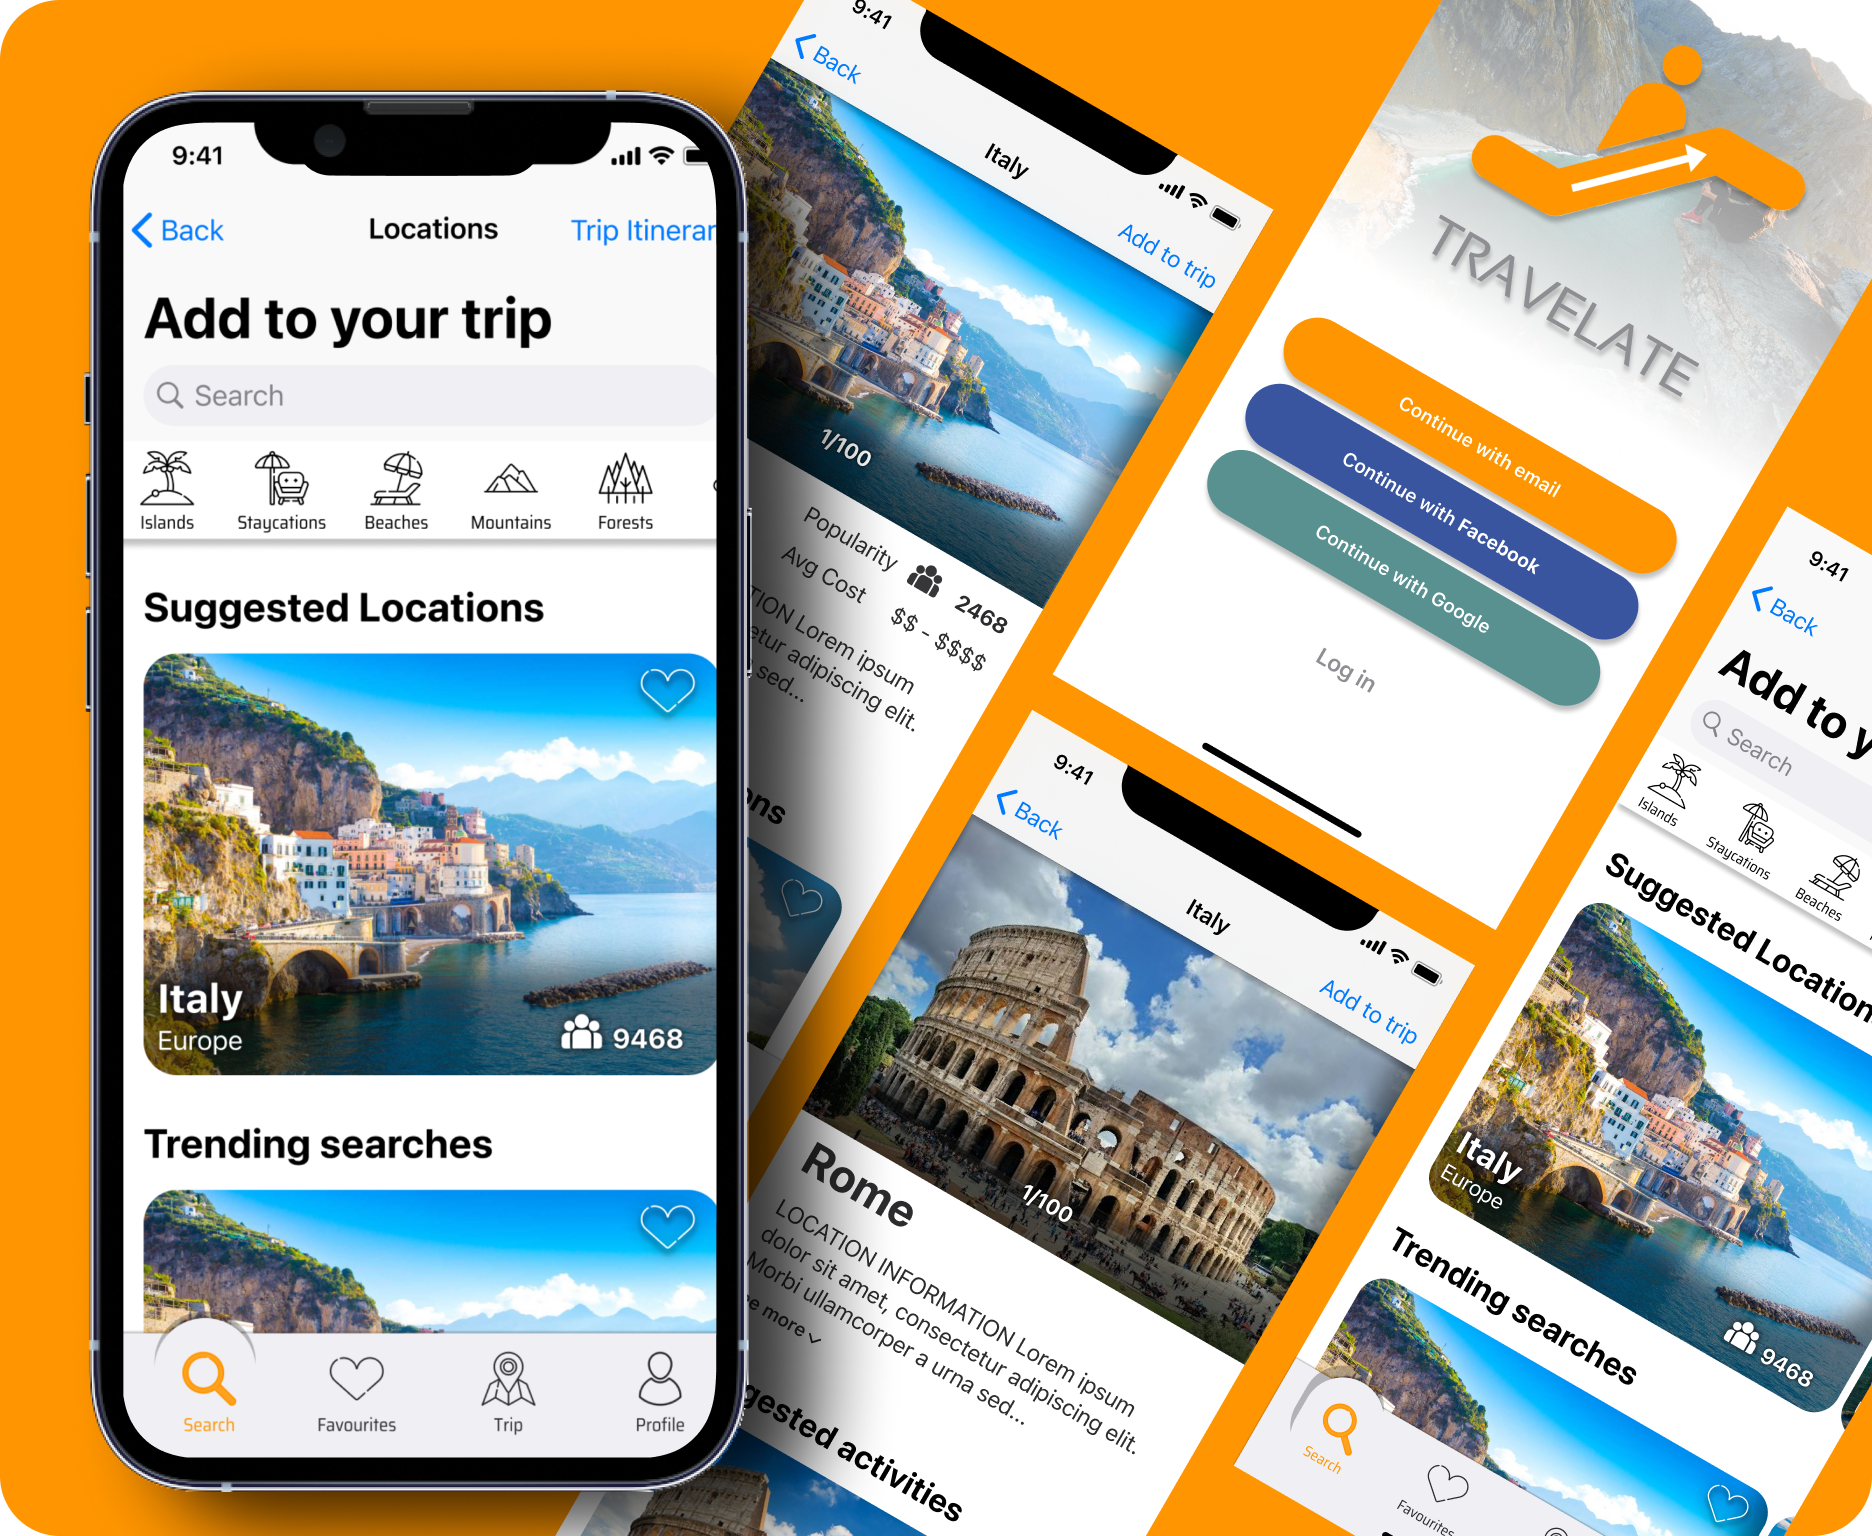 9:41
Back
Locations
Trip Itinerar
Add to your trip
Search
Islands
Staycations
Beaches
Mountains
Forests
Suggested Locations
Italy
Europe
9468
Trending searches
Search
Favourites
Trip
Profile
9:41
Back
Italy
Add to trip
1/100
Popularity
2468
Avg Cost
$$ - $$$$
TION Lorem ipsum
etur adipiscing elit.
sed...
ons
TRAVELATE
Continue with email
Continue with Facebook
Continue with Google
Log in
9:41
Back
Italy
Add to trip
1/100
Rome
LOCATION INFORMATION Lorem ipsum
dolor sit amet, consectetur adipiscing elit.
Morbi ullamcorper a urna sed...
e more
gested activities
9:41
Back
Add to y
Search
Islands
Staycations
Beaches
Suggested Location
Italy
Europe
9468
Trending searches
Search
Favourites